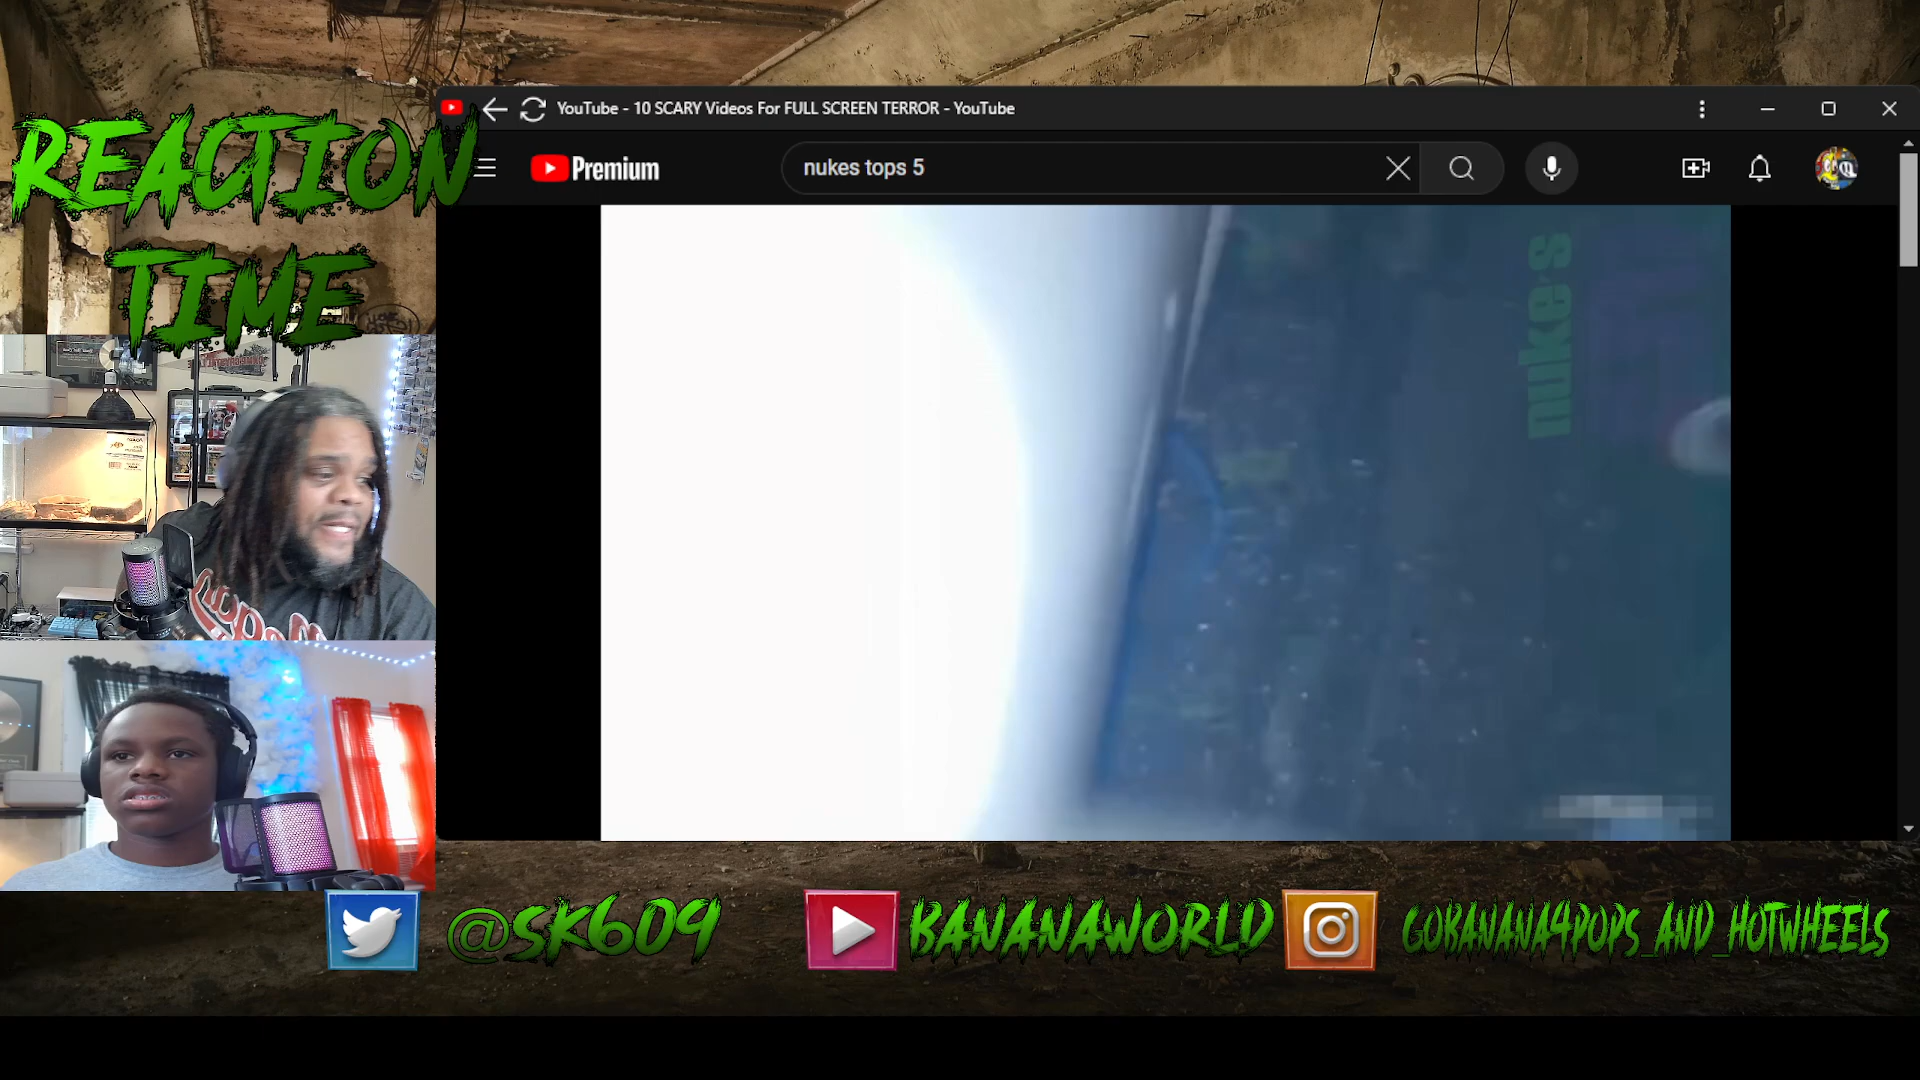 REACTION
TIME
YouTube - 10 SCARY Videos For FULL SCREEN TERROR - YouTube
Premium
nukes tops 5
nuke's
@SK609
BANANAWORLD
GOBANANA4POPS_AND_HOTWHEELS